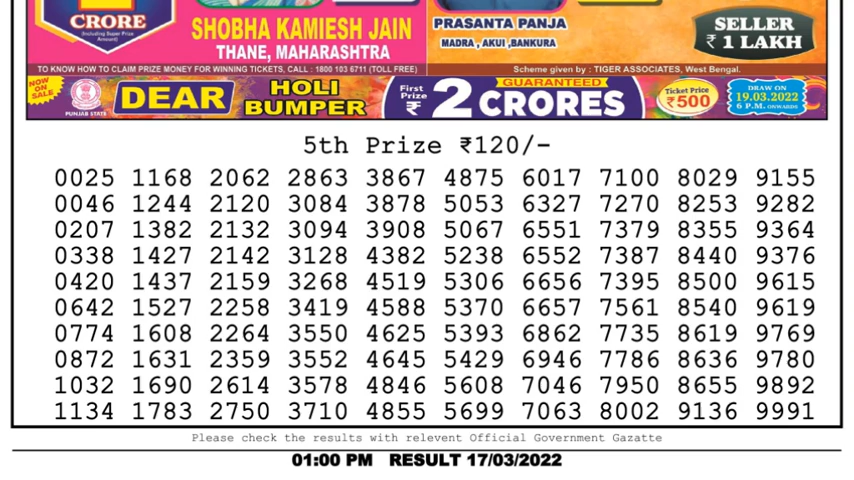 CRORE
(Including Super Prize Amount)
SHOBHA KAMIESH JAIN
THANE, MAHARASHTRA
PRASANTA PANJA
MADRA , AKUI ,BANKURA
SELLER
₹ 1 LAKH
TO KNOW HOW TO CLAIM PRIZE MONEY FOR WINNING TICKETS, CALL : 1800 103 6711 (TOLL FREE)
Scheme given by : TIGER ASSOCIATES, West Bengal.
NOW ON SALE
PUNJAB STATE
DEAR
HOLI BUMPER
First Prize ₹
GUARANTEED
2 CRORES
Ticket Price
₹500
DRAW ON
19.03.2022
6 P.M. ONWARDS
5th Prize ₹120/-
0025 1168 2062 2863 3867 4875 6017 7100 8029 9155
0046 1244 2120 3084 3878 5053 6327 7270 8253 9282
0207 1382 2132 3094 3908 5067 6551 7379 8355 9364
0338 1427 2142 3128 4382 5238 6552 7387 8440 9376
0420 1437 2159 3268 4519 5306 6656 7395 8500 9615
0642 1527 2258 3419 4588 5370 6657 7561 8540 9619
0774 1608 2264 3550 4625 5393 6862 7735 8619 9769
0872 1631 2359 3552 4645 5429 6946 7786 8636 9780
1032 1690 2614 3578 4846 5608 7046 7950 8655 9892
1134 1783 2750 3710 4855 5699 7063 8002 9136 9991
Please check the results with relevent Official Government Gazatte
01:00 PM RESULT 17/03/2022